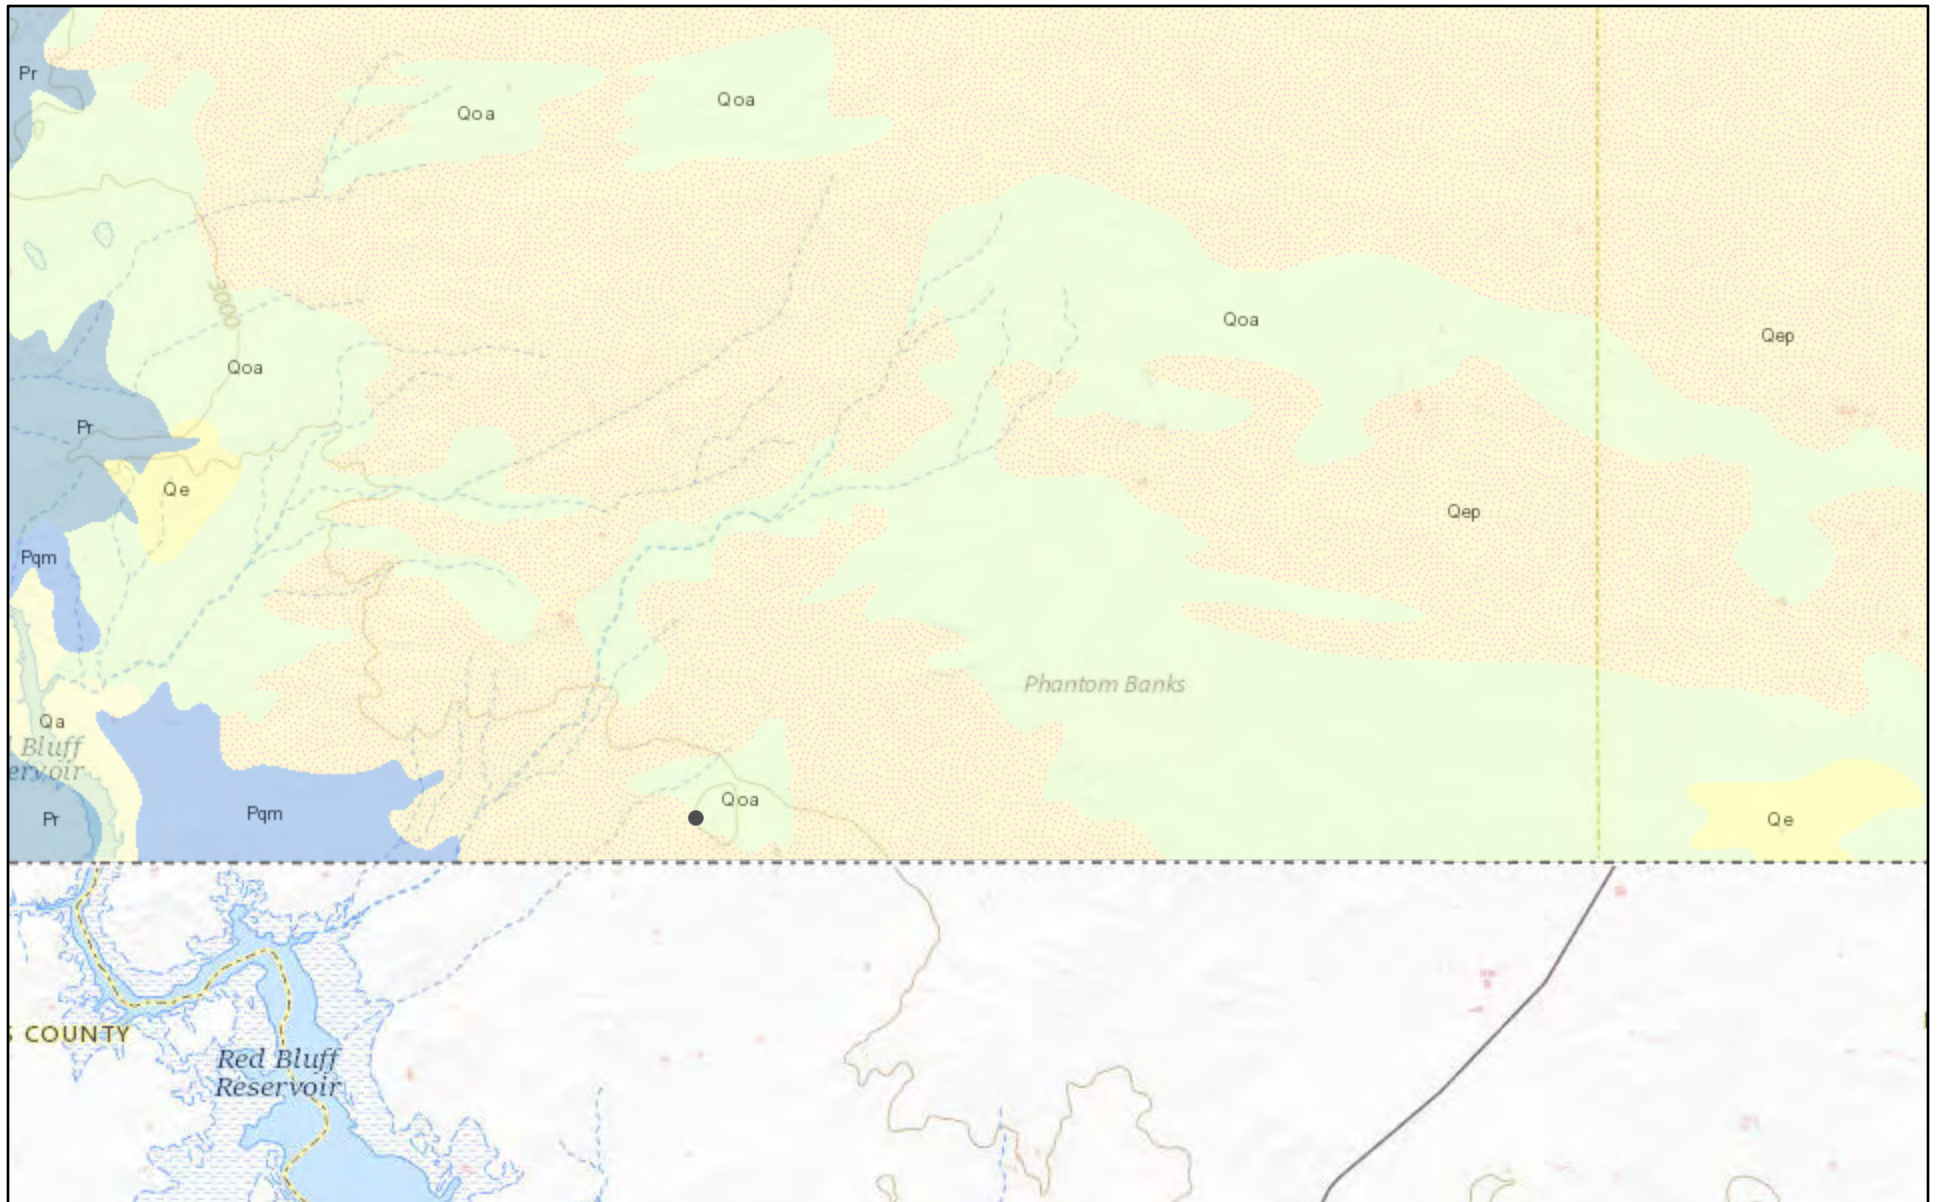 Pr
Qoa
Qoa
3000
Qoa
Qep
Qoa
Pr
Qe
Qep
Pqm
Phantom Banks
Qa
Bluff
ervoir
Qoa
Pqm
Pr
Qe
S COUNTY
Red Bluff
Reservoir